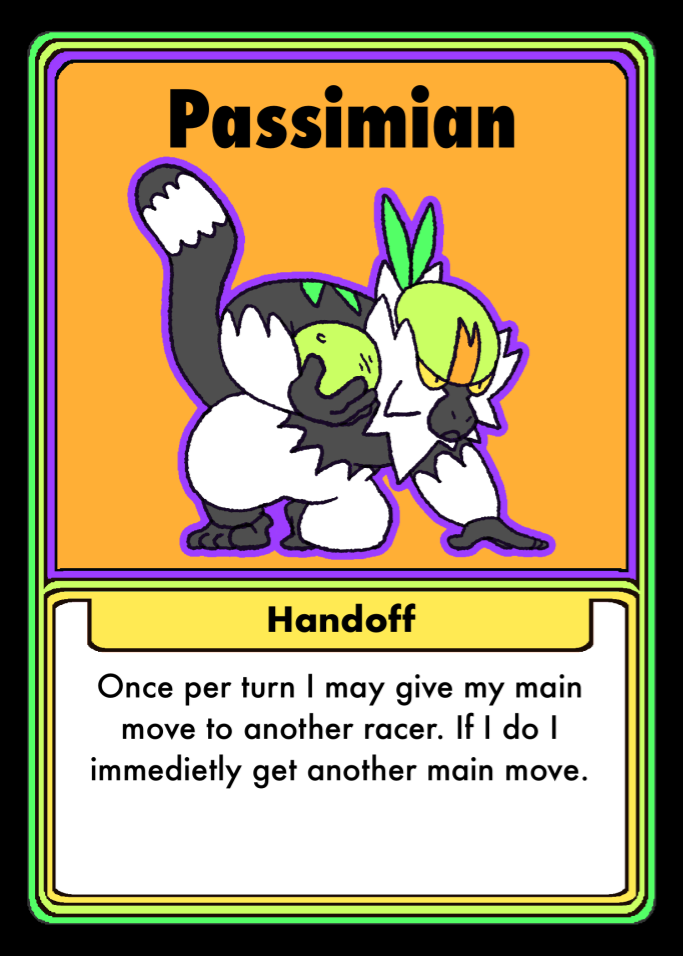 Passimian
Handoff
Once per turn I may give my main
move to another racer. If I do I
immedietly get another main move.